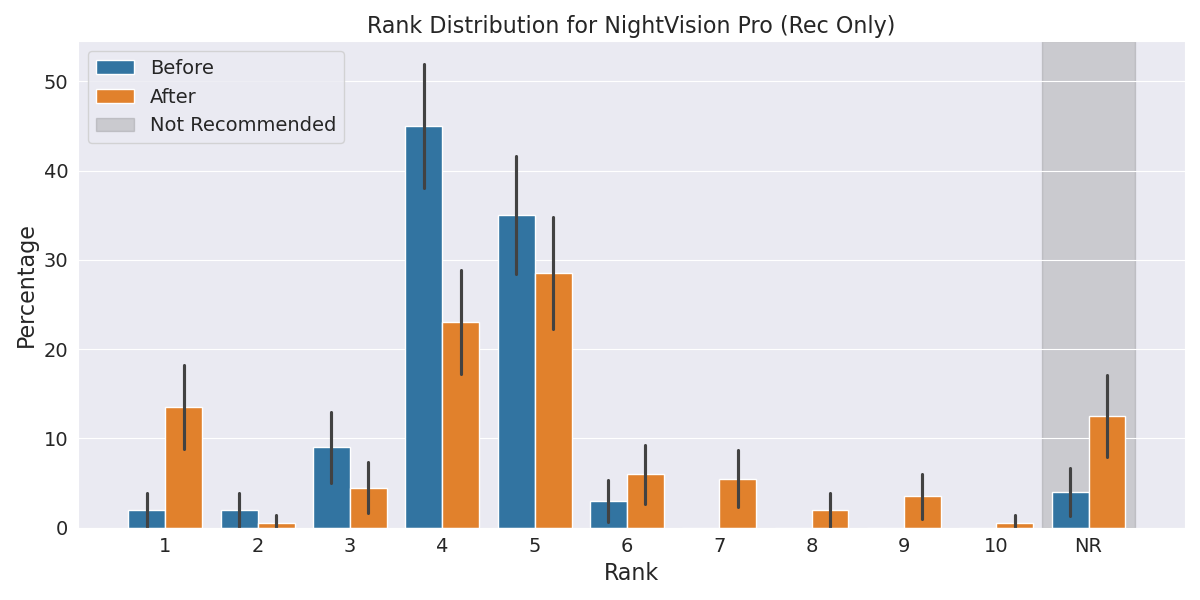 Rank Distribution for NightVision Pro (Rec Only)
Before
After
Not Recommended
Percentage
50
40
30
20
10
0
1 2 3 4 5 6 7 8 9 10 NR
Rank